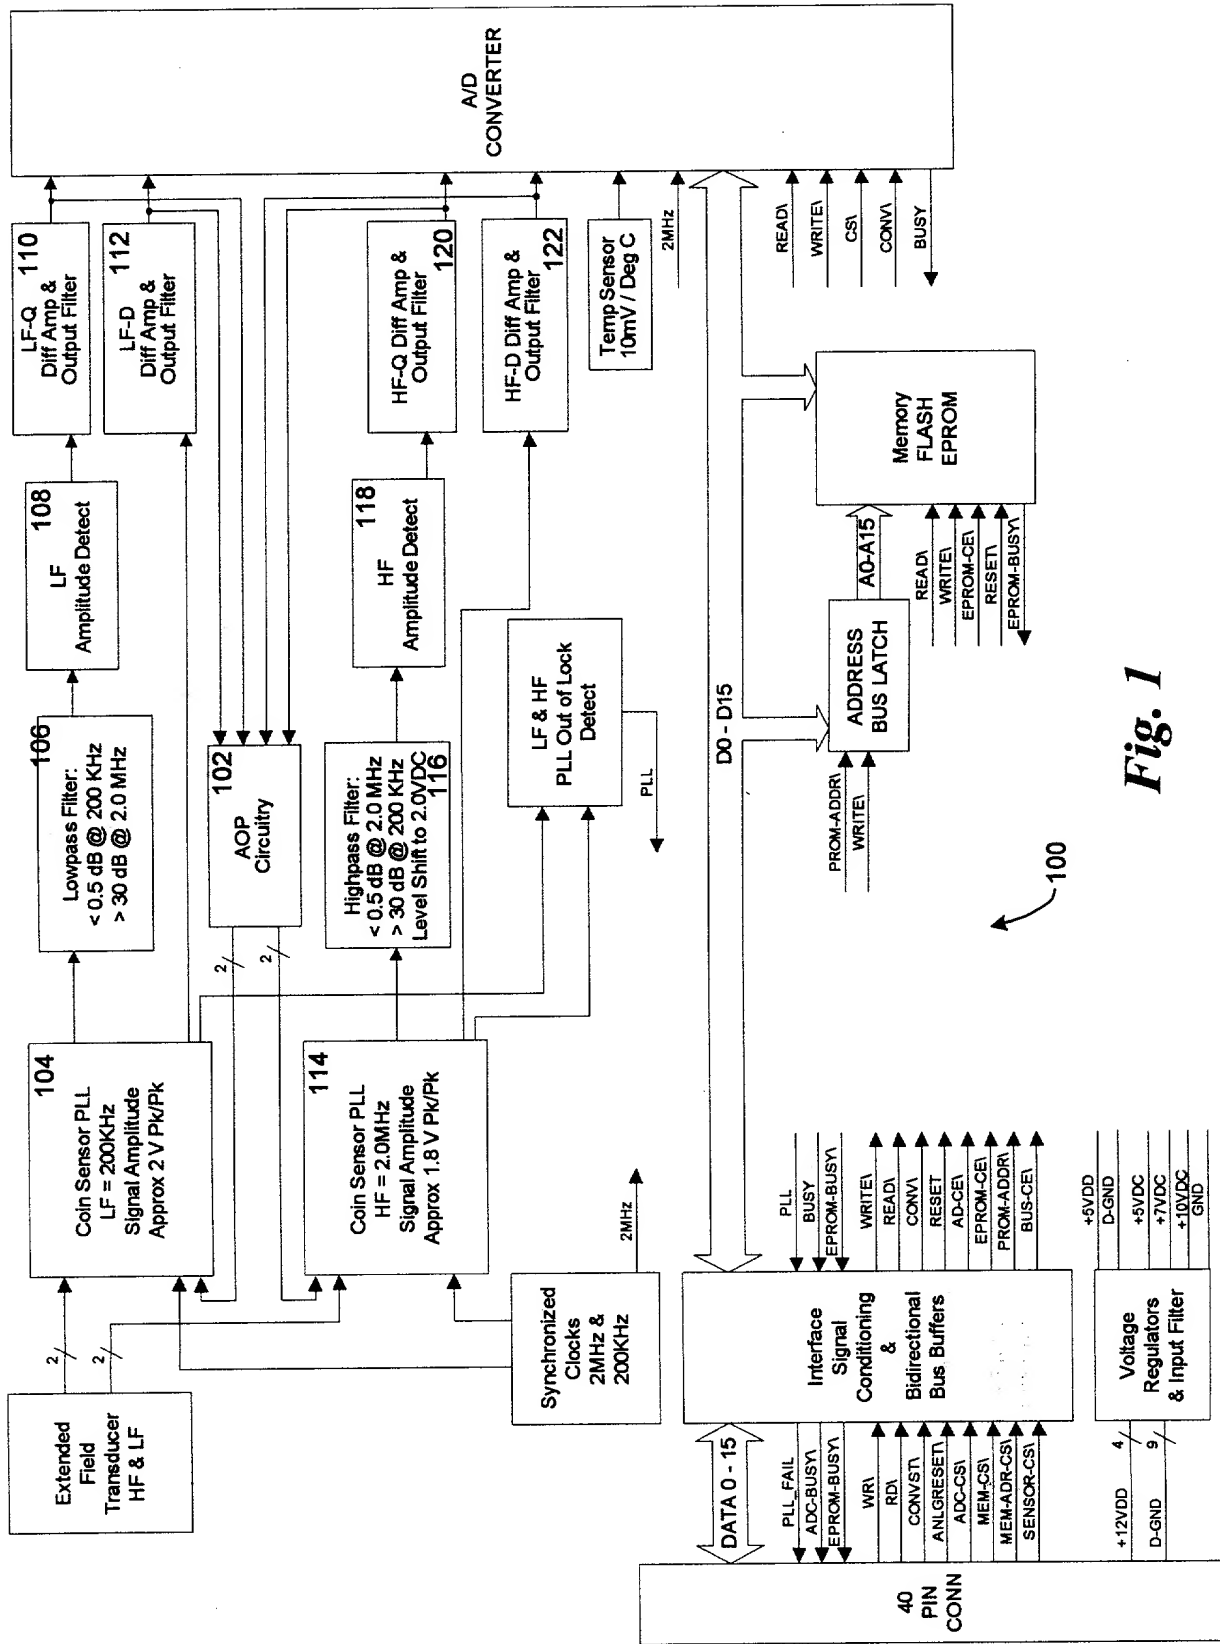 Extended
Field
Transducer
HF & LF
2
2
104
Coin Sensor PLL
LF = 200KHz
Signal Amplitude
Approx 2 V Pk/Pk
106
Lowpass Filter:
< 0.5 dB @ 200 KHz
> 30 dB @ 2.0 MHz
108
LF
Amplitude Detect
LF-Q
110
Diff Amp &
Output Filter
LF-D
112
Diff Amp &
Output Filter
A/D
CONVERTER
2
2
102
AOP
Circuitry
114
Coin Sensor PLL
HF = 2.0MHz
Signal Amplitude
Approx 1.8 V Pk/Pk
Highpass Filter:
< 0.5 dB @ 2.0 MHz
> 30 dB @ 200 KHz
Level Shift to 2.0VDC
116
118
HF
Amplitude Detect
HF-Q Diff Amp &
Output Filter
120
HF-D Diff Amp &
Output Filter
122
LF & HF
PLL Out of Lock
Detect
PLL
Temp Sensor
10mV / Deg C
2MHz
Synchronized
Clocks
2MHz &
200KHz
2MHz
D0 - D15
READ\
WRITE\
CS\
CONV\
BUSY
40
PIN
CONN
DATA 0 - 15
PLL_FAIL
ADC-BUSY\
EPROM-BUSY\
WR\
RD\
CONVST\
ANLGRESET\
ADC-CS\
MEM-CS\
MEM-ADR-CS\
SENSOR-CS\
Interface
Signal
Conditioning
&
Bidirectional
Bus Buffers
PLL
BUSY
EPROM-BUSY\
WRITE\
READ\
CONV\
RESET
AD-CE\
EPROM-CE\
PROM-ADDR\
BUS-CE\
PROM-ADDR\
WRITE\
ADDRESS
BUS LATCH
A0-A15
Memory
FLASH
EPROM
READ\
WRITE\
EPROM-CE\
RESET\
EPROM-BUSY\
+12VDD
4
D-GND
9
Voltage
Regulators
& Input Filter
+5VDD
D-GND
+5VDC
+7VDC
+10VDC
GND
100
Fig. 1